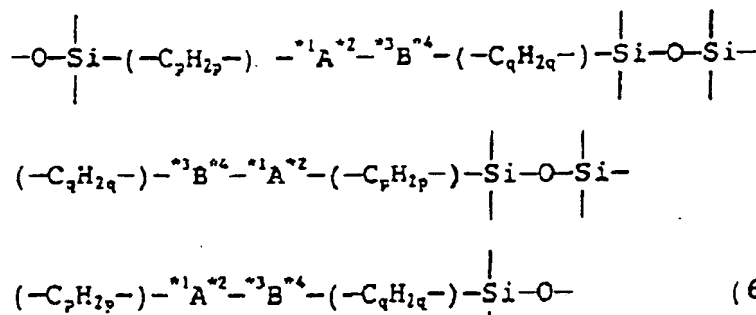 —O—Si—(—CpH2p—) —*1A*2—*3B*4—(—CqH2q—)—Si—O—Si—
(—CqH2q—)—*3B*4—*1A*2—(—CpH2p—)—Si—O—Si—
(—CpH2p—)—*1A*2—*3B*4—(—CqH2q—)—Si—O— (6